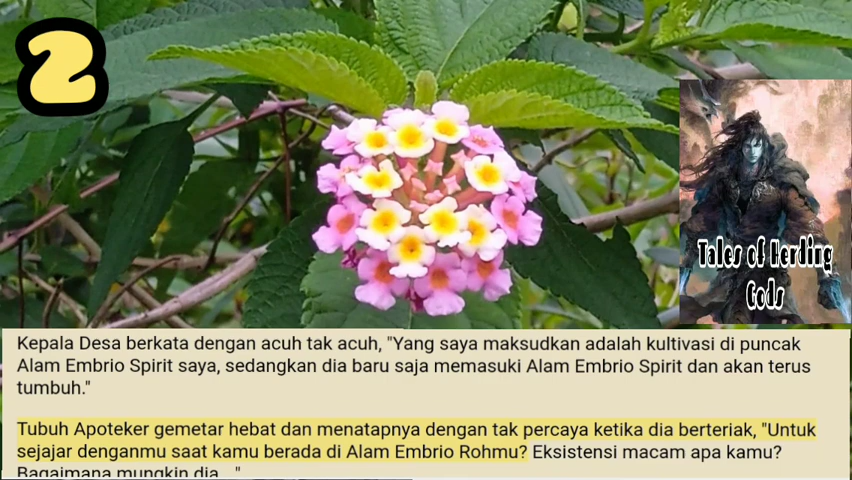 2
Tales of Herding
Gods
Kepala Desa berkata dengan acuh tak acuh, "Yang saya maksudkan adalah kultivasi di puncak
Alam Embrio Spirit saya, sedangkan dia baru saja memasuki Alam Embrio Spirit dan akan terus
tumbuh."
Tubuh Apoteker gemetar hebat dan menatapnya dengan tak percaya ketika dia berteriak, "Untuk
sejajar denganmu saat kamu berada di Alam Embrio Rohmu? Eksistensi macam apa kamu?
Bagaimana mungkin dia..."